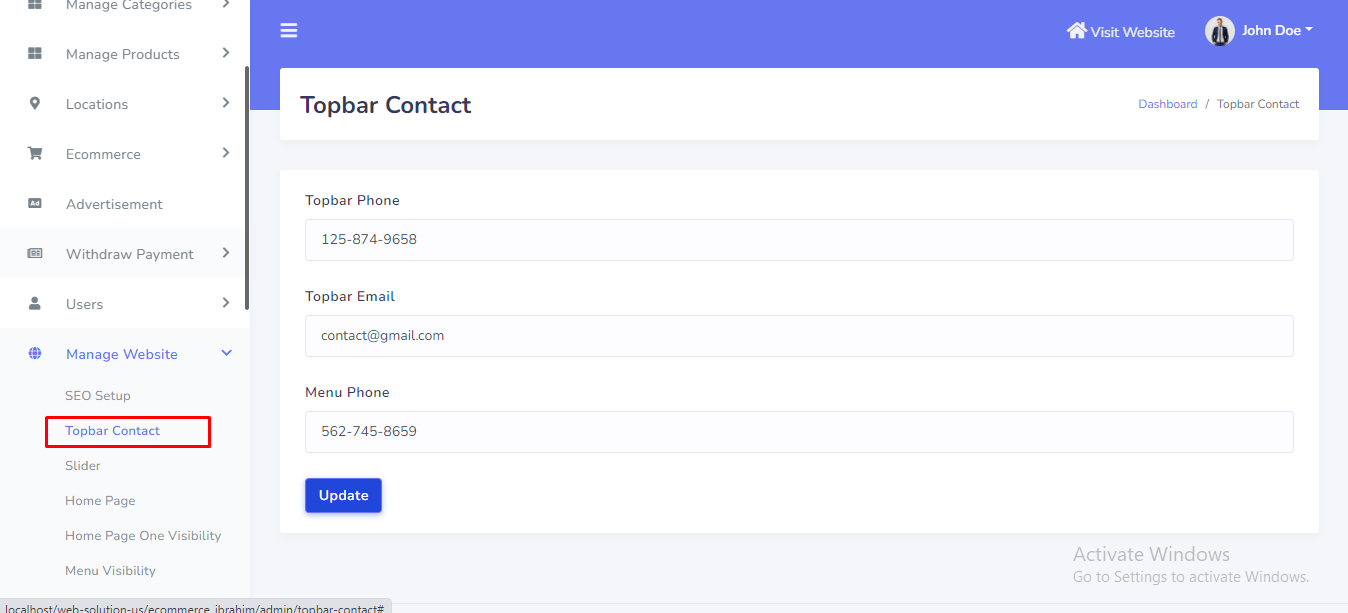 Manage Categories
Visit Website
John Doe
Manage Products
Topbar Contact
Dashboard / Topbar Contact
Locations
Ecommerce
Ad Advertisement
Withdraw Payment
Users
Manage Website
SEO Setup
Topbar Contact
Slider
Home Page
Home Page One Visibility
Menu Visibility
Topbar Phone
125-874-9658
Topbar Email
contact@gmail.com
Menu Phone
562-745-8659
Update
Activate Windows
Go to Settings to activate Windows.
localhost/web-solution-us/ecommerce_ibrahim/admin/topbar-contact#